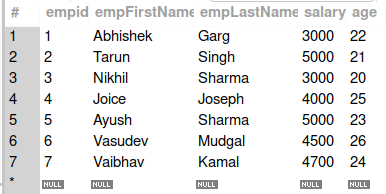 # empid empFirstName empLastName salary age
1 1 Abhishek Garg 3000 22
2 2 Tarun Singh 5000 21
3 3 Nikhil Sharma 3000 20
4 4 Joice Joseph 4000 25
5 5 Ayush Sharma 5000 23
6 6 Vasudev Mudgal 4500 26
7 7 Vaibhav Kamal 4700 24
* NULL NULL NULL NULL NULL